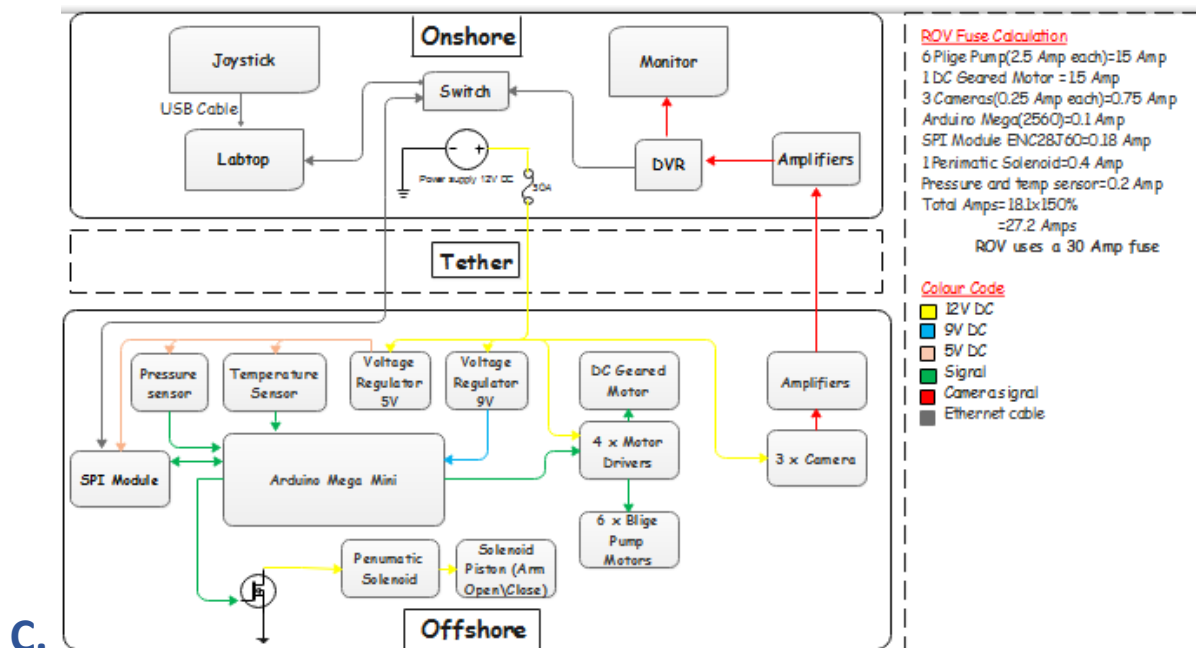 Onshore
Joystick
USB Cable
Labtop
Switch
Power supply 12V DC
- +
30A
Monitor
DVR
Amplifiers
Tether
Pressure
sensor
Temperature
Sensor
Voltage
Regulator
5V
Voltage
Regulator
9V
DC Geared
Motor
Amplifiers
SPI Module
Arduino Mega Mini
4 x Motor
Drivers
3 x Camera
6 x Blige
Pump
Motors
Penumatic
Solenoid
Solenoid
Piston (Arm
Open\Close)
Offshore
C.
ROV Fuse Calculation
6 Plige Pump(2.5 Amp each)=15 Amp
1 DC Geared Motor =15 Amp
3 Cameras(0.25 Amp each)=0.75 Amp
Arduino Mega(2560)=0.1 Amp
SPI Module ENC28J60=0.18 Amp
1 Penimatic Solenoid=0.4 Amp
Pressure and temp sensor=0.2 Amp
Total Amps=18.1x150%
=27.2 Amps
ROV uses a 30 Amp fuse
Colour Code
12V DC
9V DC
5V DC
Signal
Camera signal
Ethernet cable